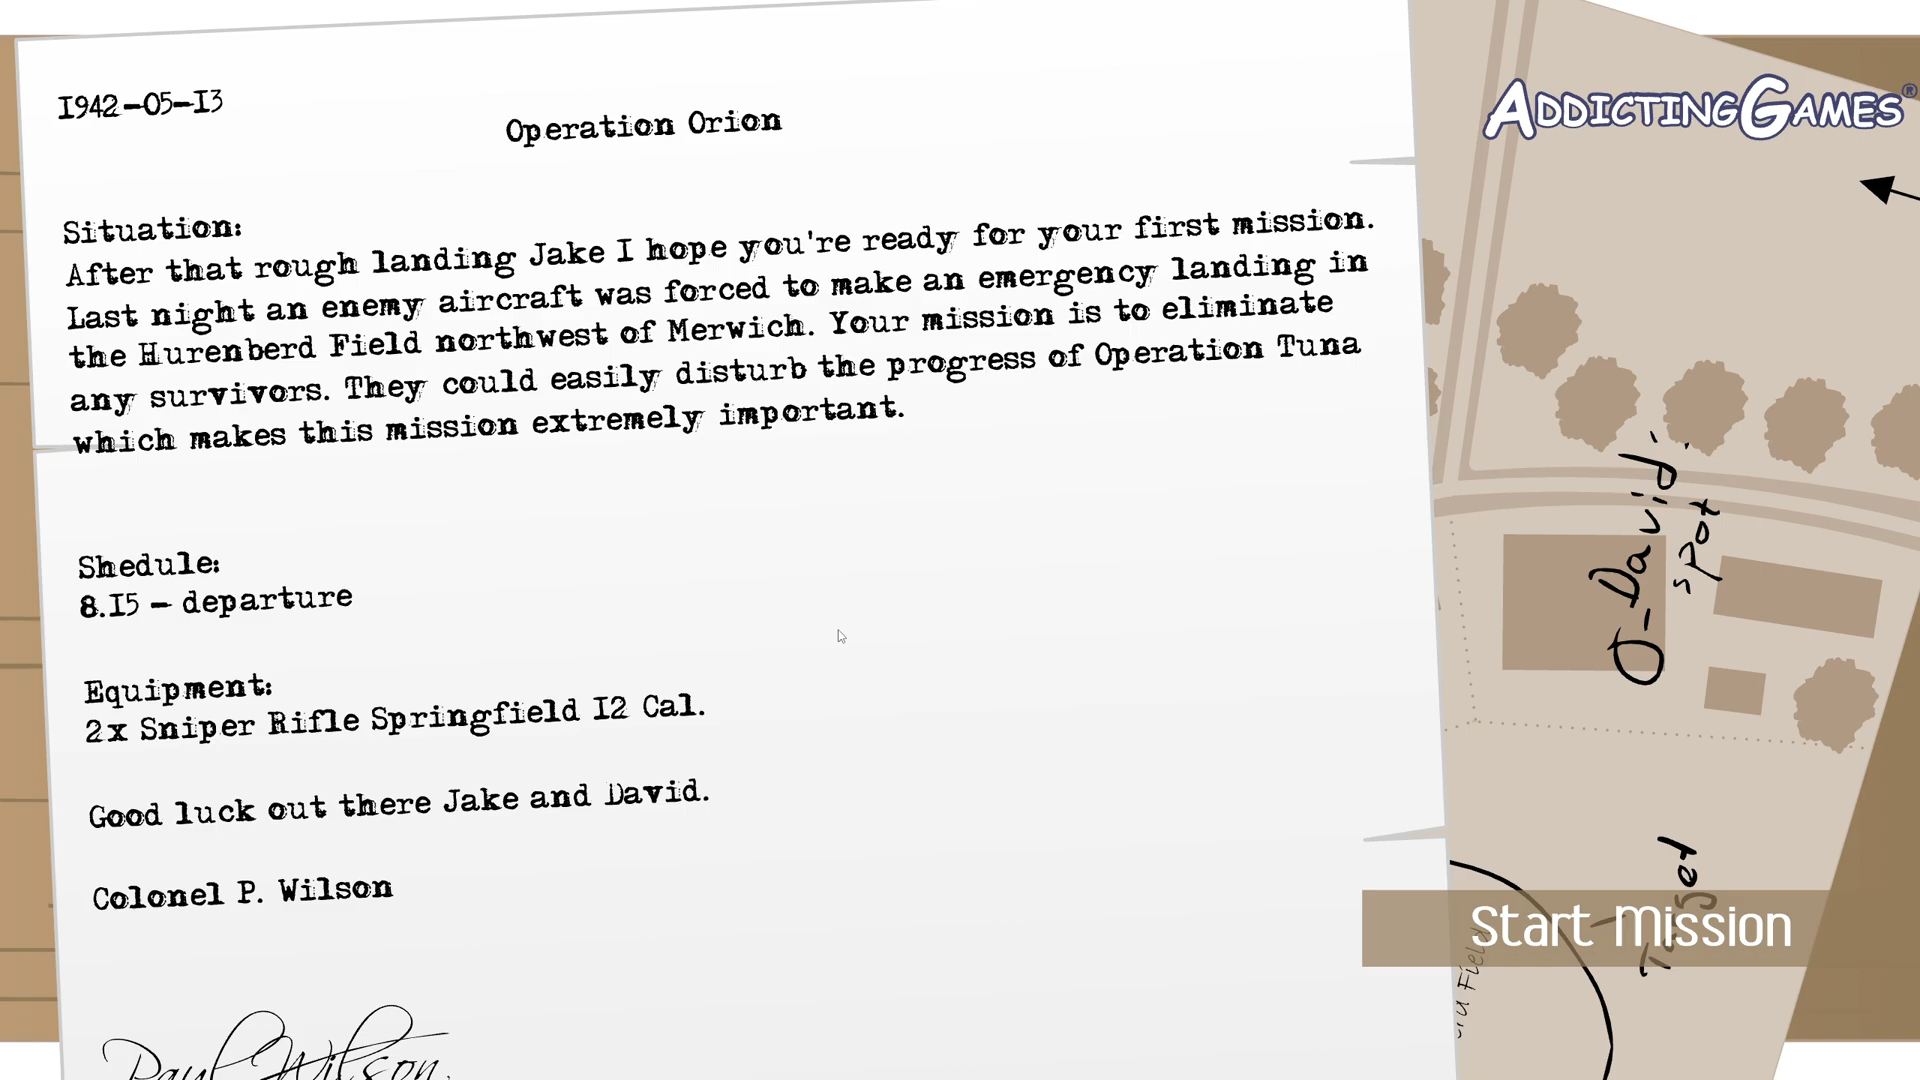 1942-05-13
Operation Orion
Situation:
After that rough landing Jake I hope you're ready for your first mission.
Last night an enemy aircraft was forced to make an emergency landing in
the Hurenberd Field northwest of Merwich. Your mission is to eliminate
any survivors. They could easily disturb the progress of Operation Tuna
which makes this mission extremely important.
Shedule:
8.15 - departure
Equipment:
2x Sniper Rifle Springfield 12 Cal.
Good luck out there Jake and David.
Colonel P. Wilson
Paul Wilson
ADDICTINGGAMES®
David's
spot
Target
Field
Start Mission